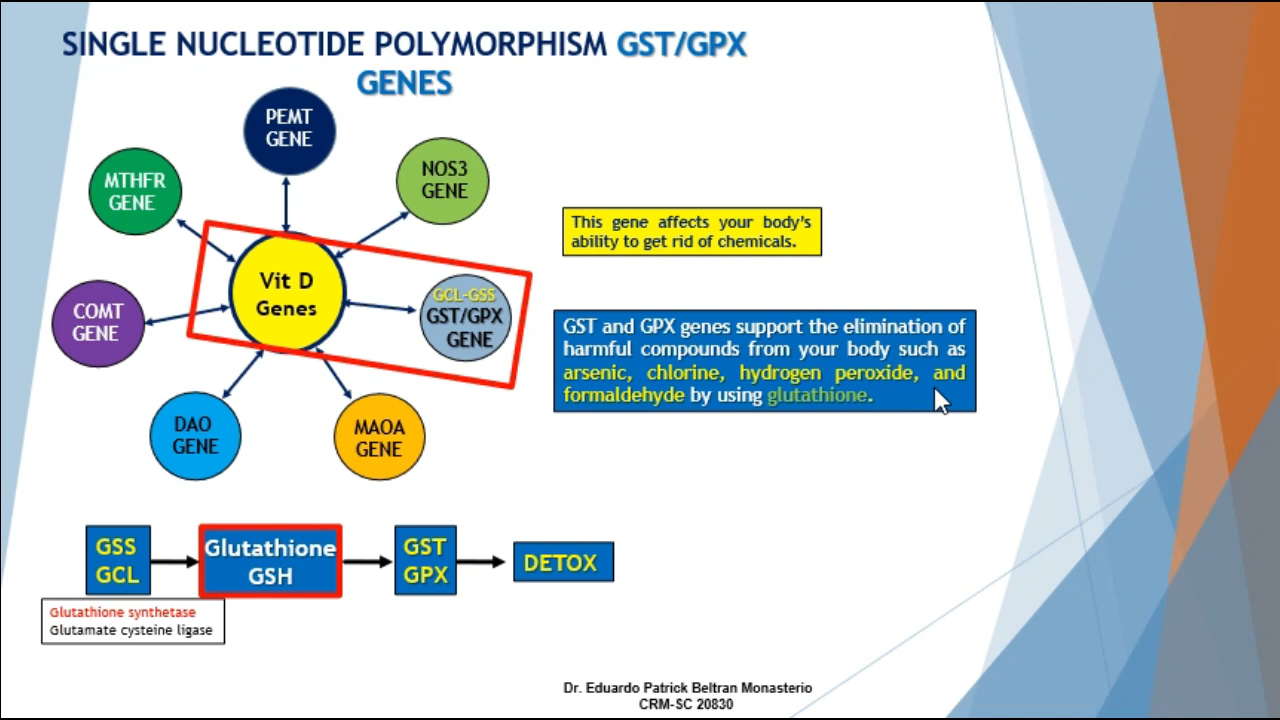 SINGLE NUCLEOTIDE POLYMORPHISM GST/GPX
GENES
PEMT
GENE
NOS3
GENE
MTHFR
GENE
Vit D
Genes
GCL-GSS
GST/GPX
GENE
COMT
GENE
DAO
GENE
MAOA
GENE
This gene affects your body's
ability to get rid of chemicals.
GST and GPX genes support the elimination of
harmful compounds from your body such as
arsenic, chlorine, hydrogen peroxide, and
formaldehyde by using glutathione.
GSS
GCL
Glutathione
GSH
GST
GPX
DETOX
Glutathione synthetase
Glutamate cysteine ligase
Dr. Eduardo Patrick Beltran Monasterio
CRM-SC 20830